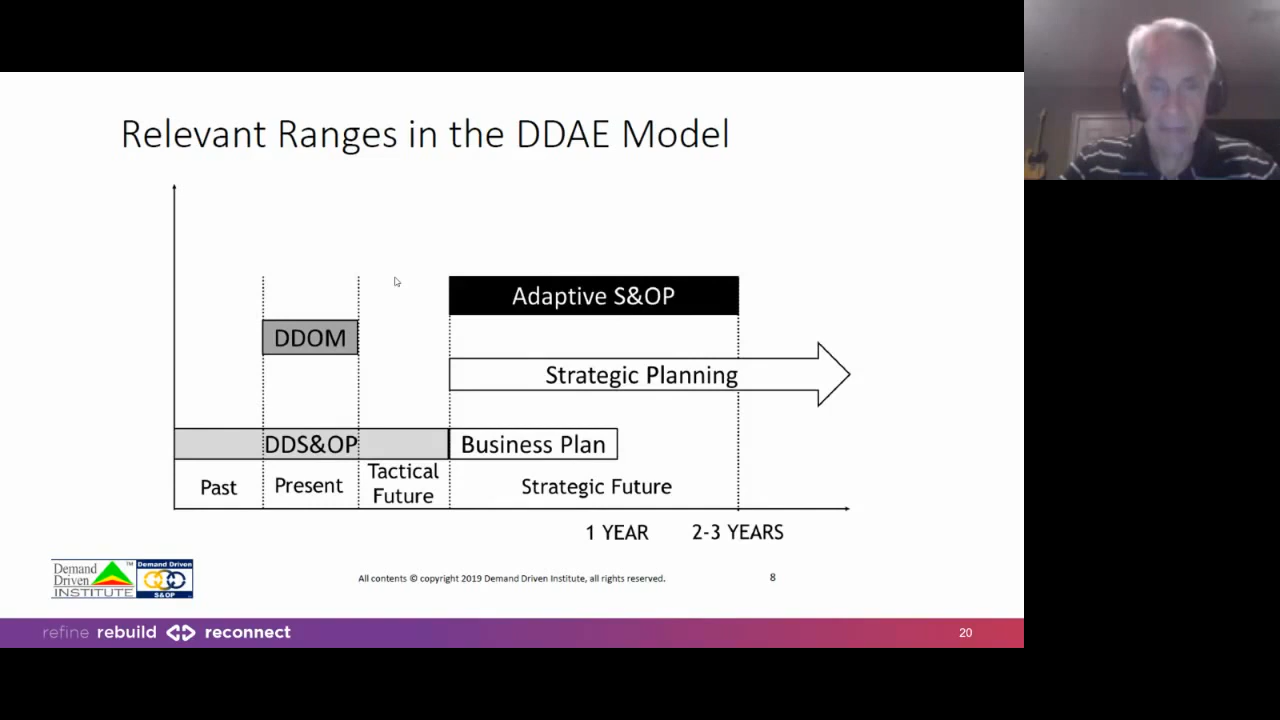 Relevant Ranges in the DDAE Model
Adaptive S&OP
DDOM
Strategic Planning
DDS&OP
Business Plan
Past
Present
Tactical
Future
Strategic Future
1 YEAR
2-3 YEARS
Demand
Driven
INSTITUTE
TM
Demand Driven
S&OP
All contents © copyright 2019 Demand Driven Institute, all rights reserved.
8
refine rebuild reconnect
20